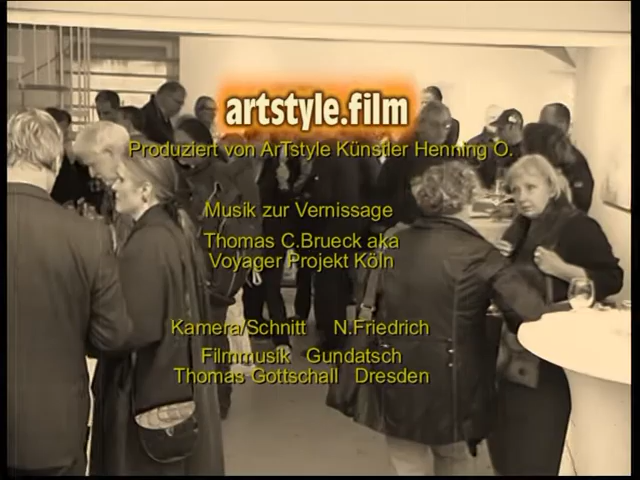 artstyle.film
Produziert von ArTstyle Künstler Henning O.
Musik zur Vernissage
Thomas C.Brueck aka
Voyager Projekt Köln
Kamera/Schnitt N.Friedrich
Filmmusik Gundatsch
Thomas Gottschall Dresden